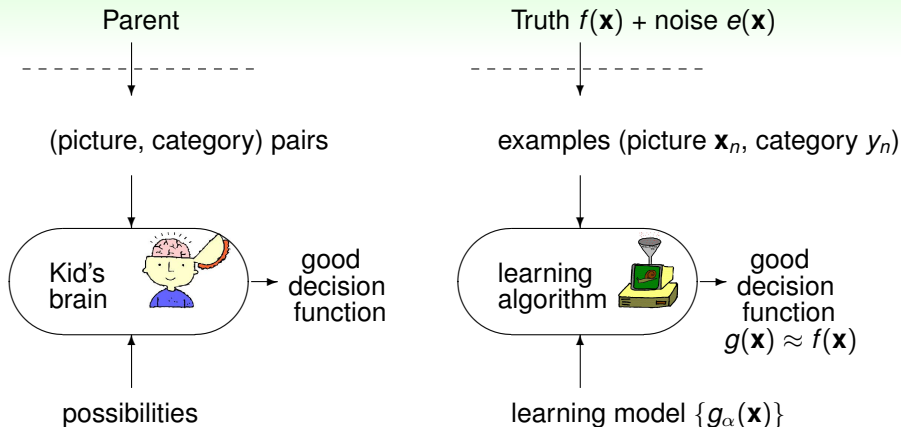 Parent
(picture, category) pairs
Kid's
brain
good
decision
function
possibilities
Truth f(x) + noise e(x)
examples (picture xₙ, category yₙ)
learning
algorithm
good
decision
function
g(x) ≈ f(x)
learning model {gα(x)}